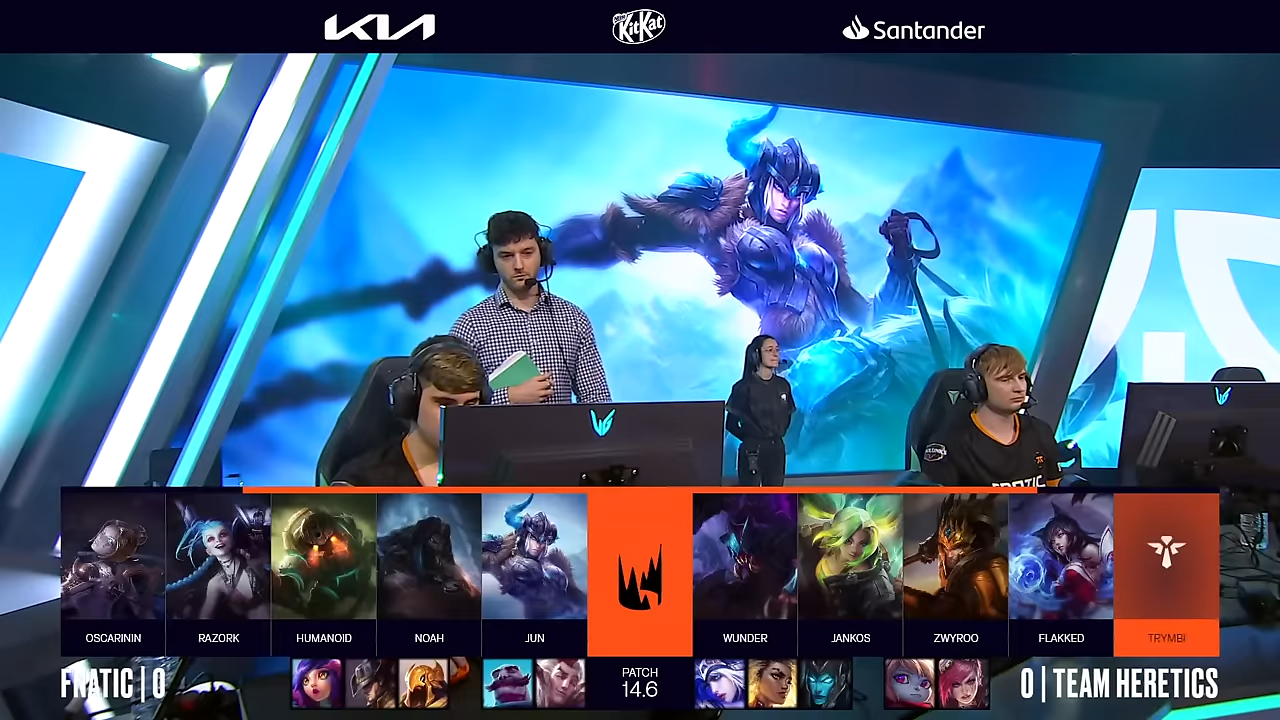 KIA
KitKat
Santander
OSCARININ
RAZORK
HUMANOID
NOAH
JUN
WUNDER
JANKOS
ZWYROO
FLAKKED
TRYMBI
FNATIC | 0
PATCH
14.6
0 | TEAM HERETICS